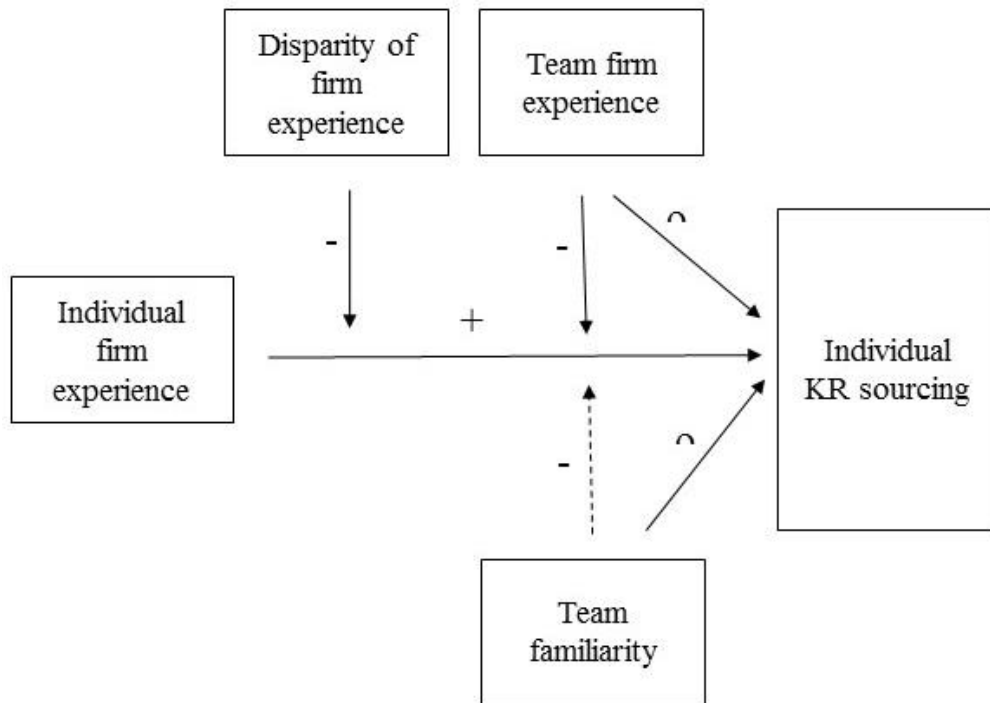 Disparity of
firm
experience
Team firm
experience
-
-
∩
Individual
firm
experience
+
Individual
KR sourcing
-
∩
Team
familiarity